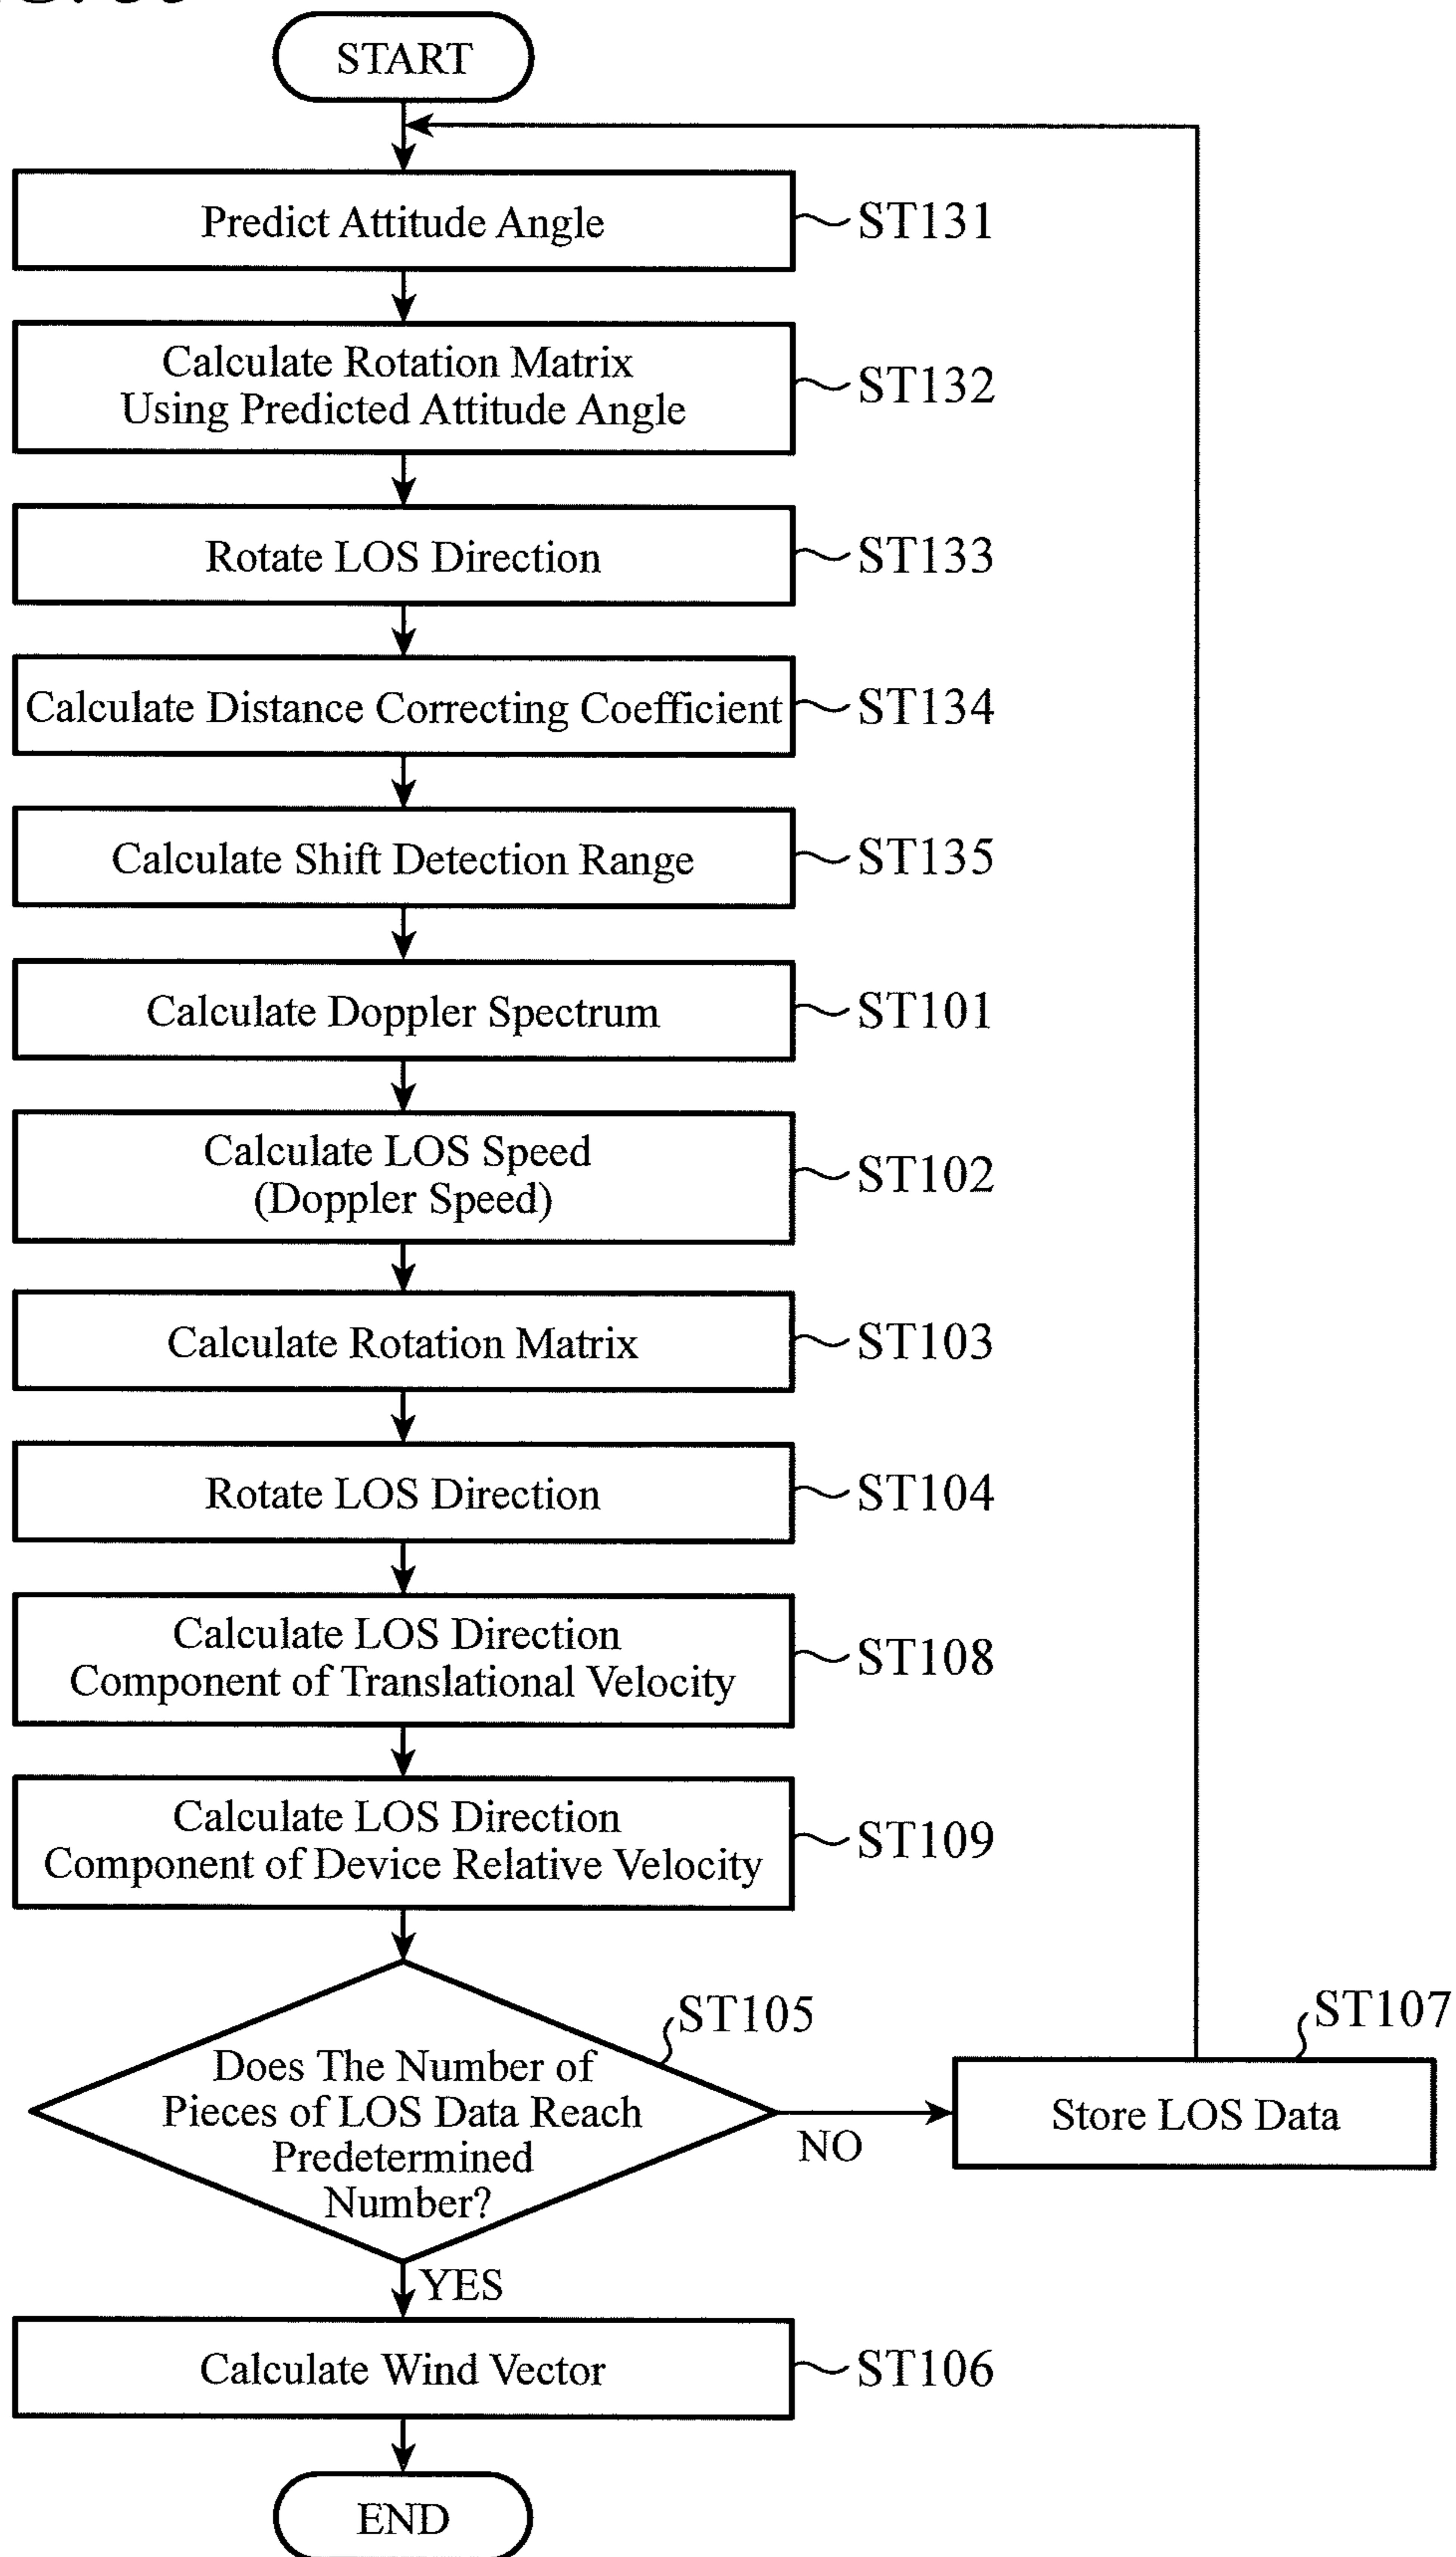 START
Predict Attitude Angle
ST131
Calculate Rotation Matrix
Using Predicted Attitude Angle
ST132
Rotate LOS Direction
ST133
Calculate Distance Correcting Coefficient
ST134
Calculate Shift Detection Range
ST135
Calculate Doppler Spectrum
ST101
Calculate LOS Speed
(Doppler Speed)
ST102
Calculate Rotation Matrix
ST103
Rotate LOS Direction
ST104
Calculate LOS Direction
Component of Translational Velocity
ST108
Calculate LOS Direction
Component of Device Relative Velocity
ST109
ST105
Does The Number of
Pieces of LOS Data Reach
Predetermined
Number?
NO
ST107
Store LOS Data
YES
Calculate Wind Vector
ST106
END